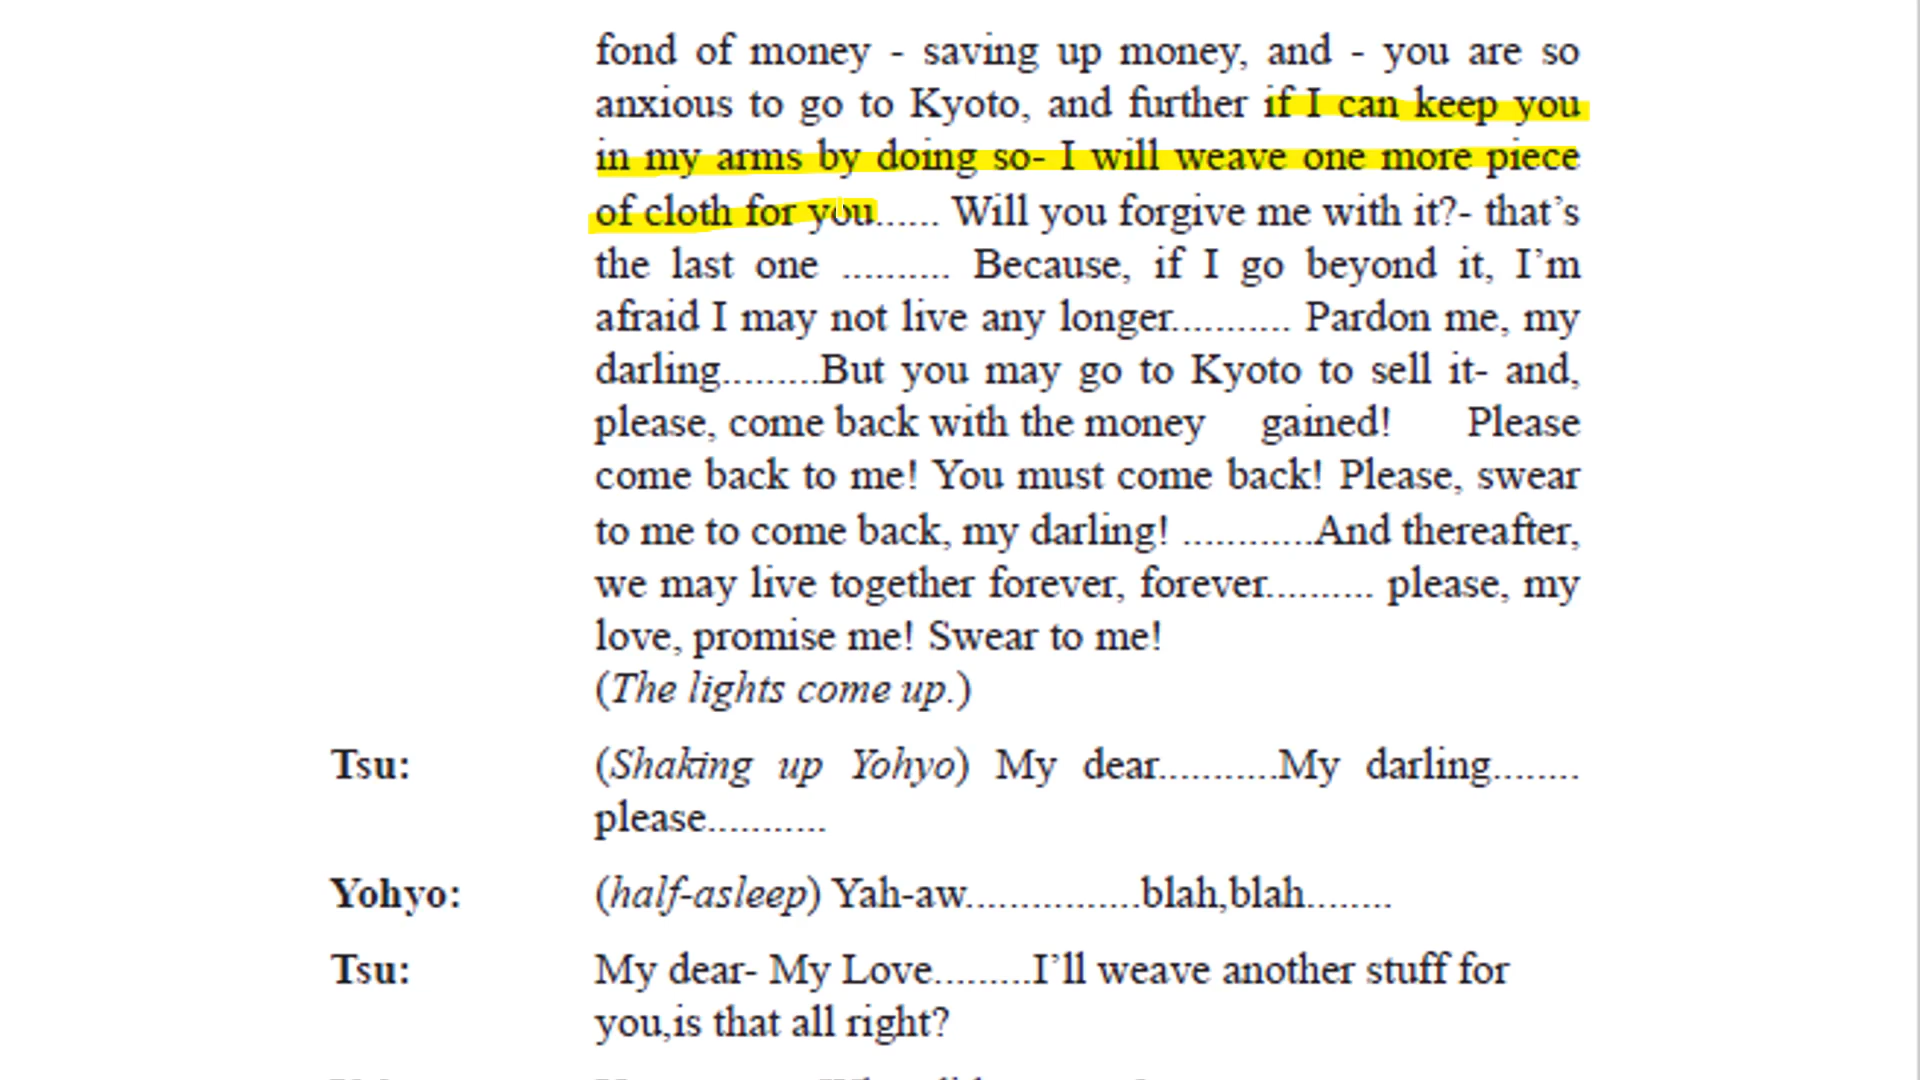 fond of money - saving up money, and - you are so
anxious to go to Kyoto, and further if I can keep you
in my arms by doing so- I will weave one more piece
of cloth for you...... Will you forgive me with it?- that's
the last one .......... Because, if I go beyond it, I'm
afraid I may not live any longer........... Pardon me, my
darling.........But you may go to Kyoto to sell it- and,
please, come back with the money gained! Please
come back to me! You must come back! Please, swear
to me to come back, my darling! ............And thereafter,
we may live together forever, forever.......... please, my
love, promise me! Swear to me!
(The lights come up.)
Tsu: (Shaking up Yohyo) My dear...........My darling........
please...........
Yohyo: (half-asleep) Yah-aw................blah,blah........
Tsu: My dear- My Love.........I'll weave another stuff for
you,is that all right?